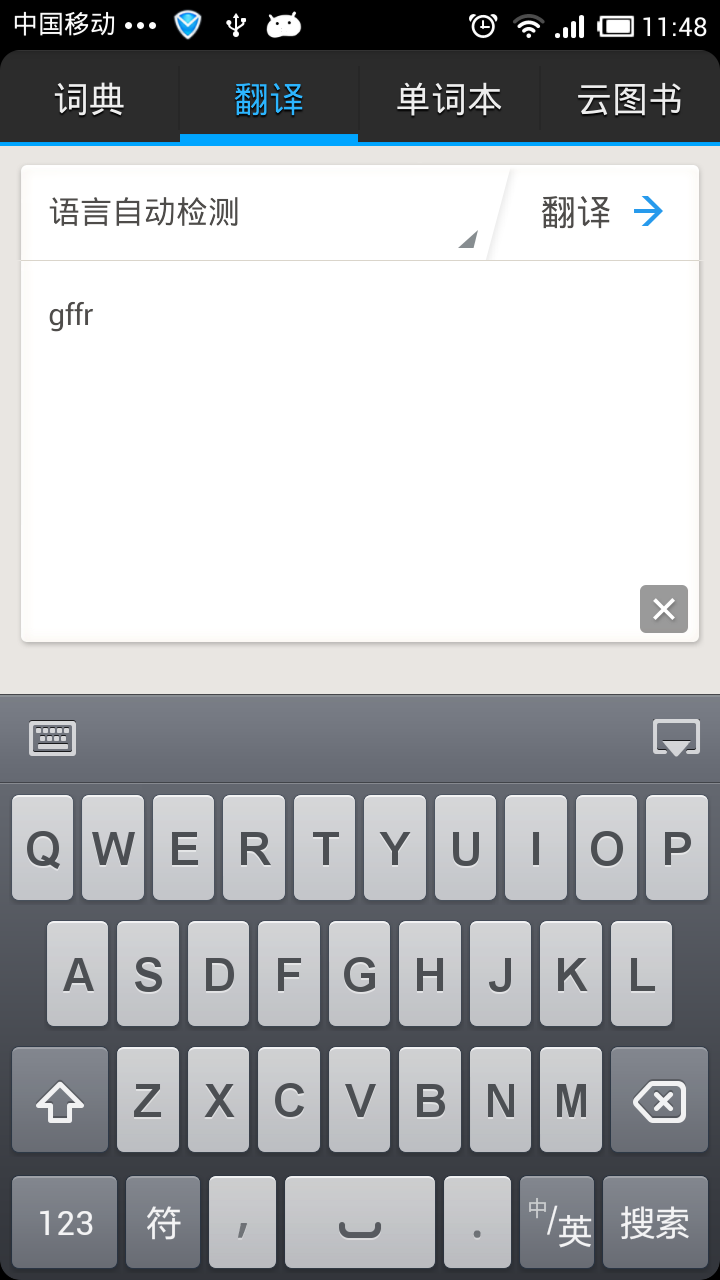 中国移动 ••• 11:48
词典 翻译 单词本 云图书
语言自动检测 翻译
gffr
Q W E R T Y U I O P
A S D F G H J K L
Z X C V B N M
123 符 , . 中/英 搜索